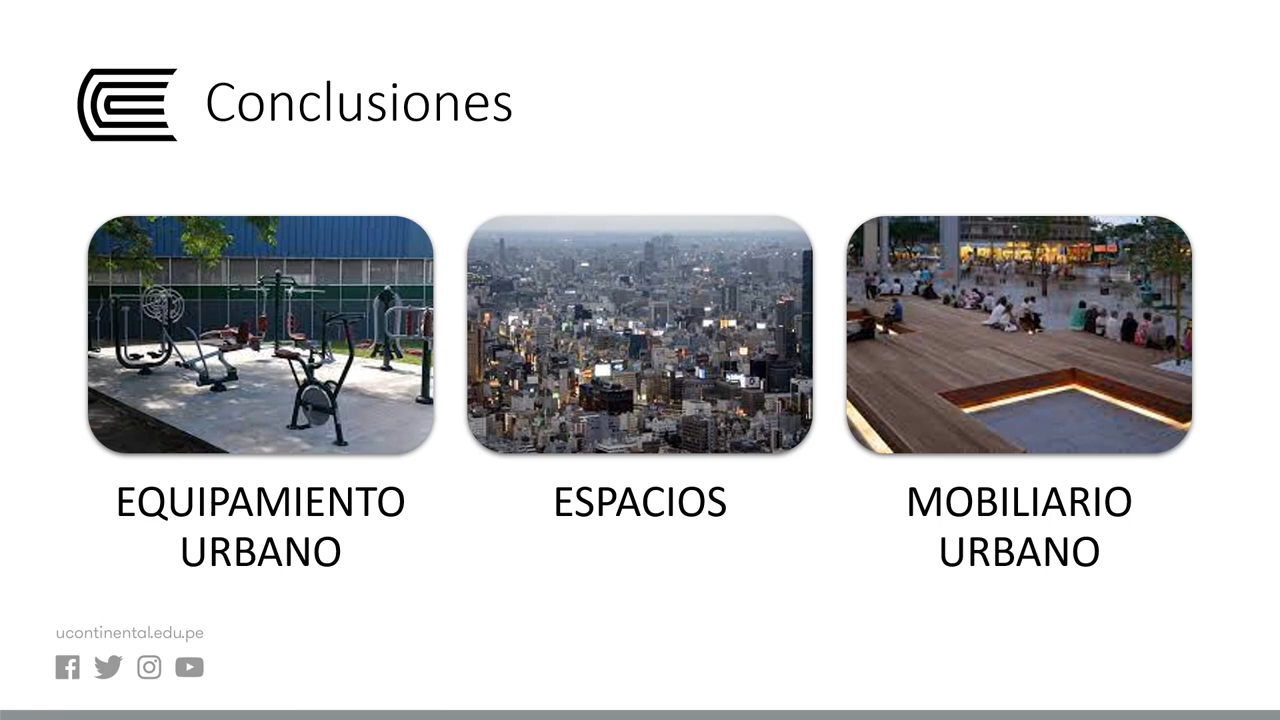 Conclusiones
EQUIPAMIENTO
URBANO
ESPACIOS
MOBILIARIO
URBANO
ucontinental.edu.pe